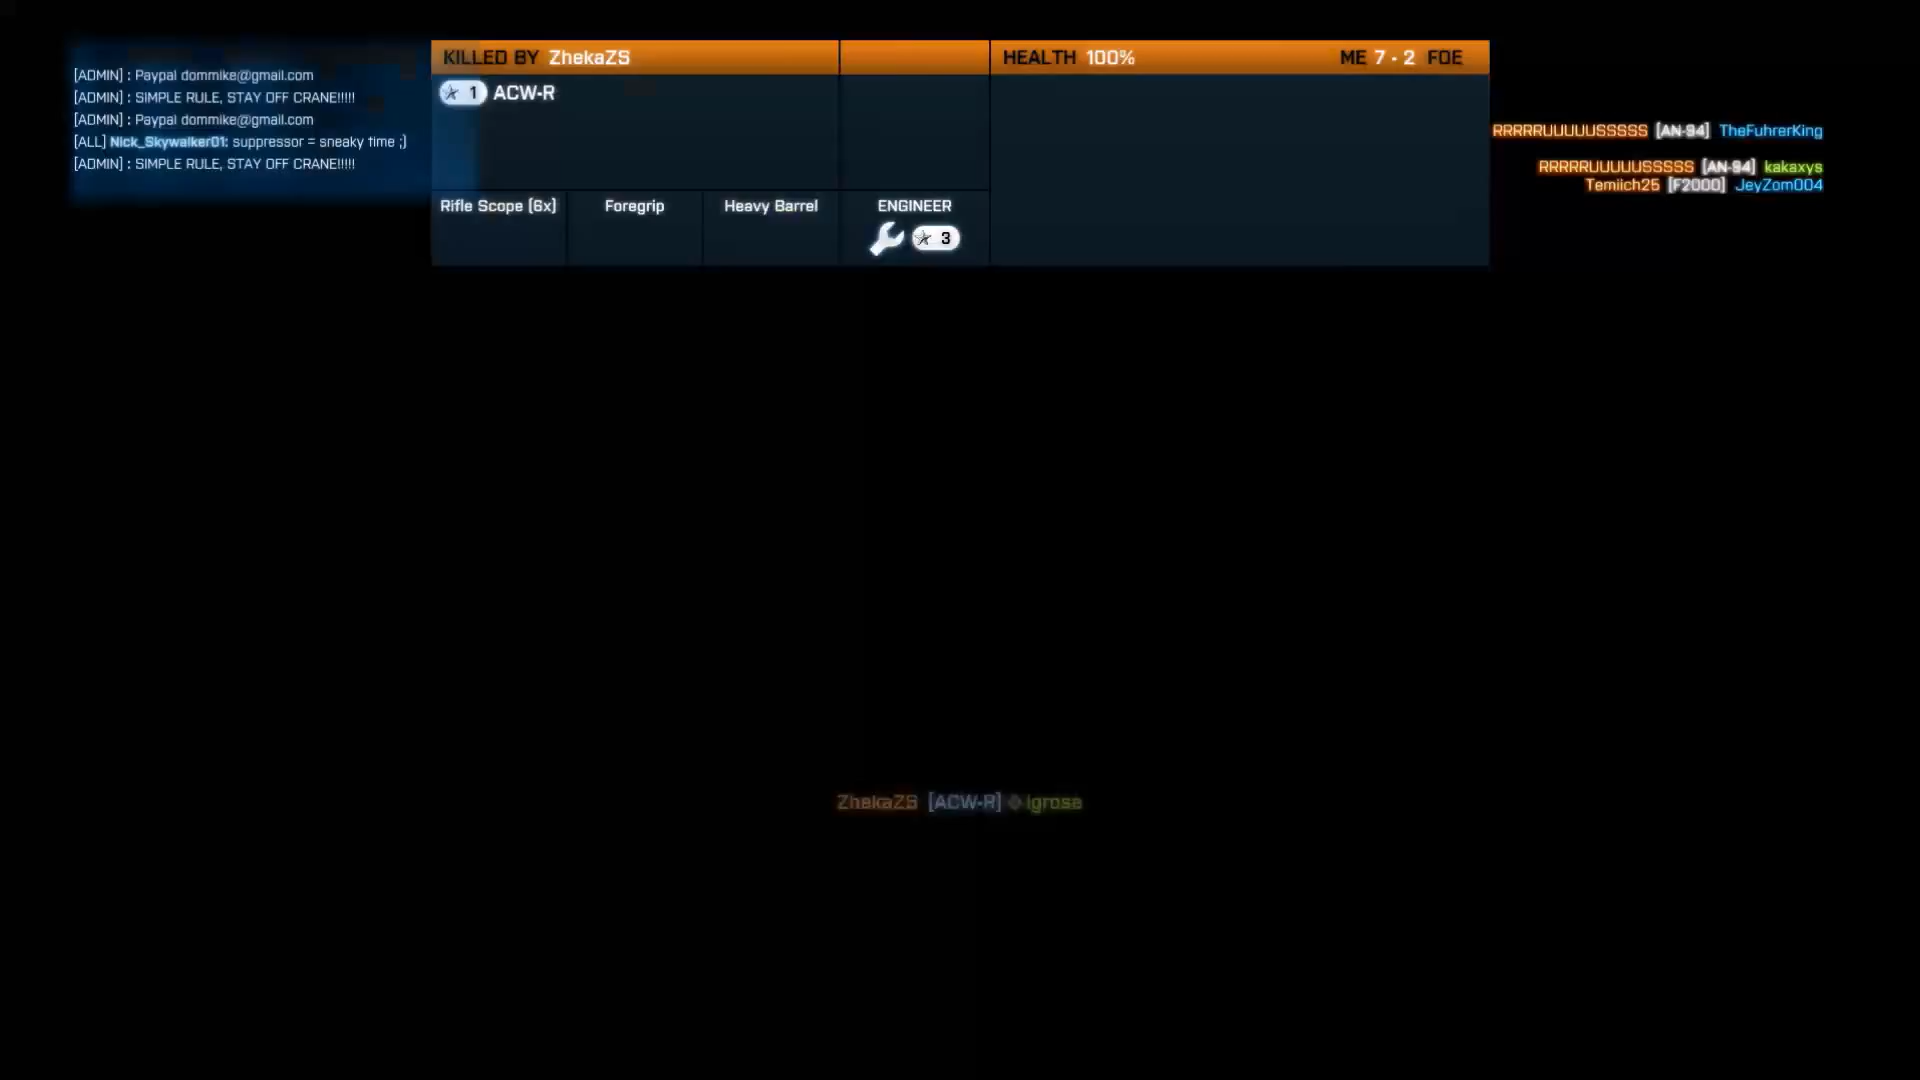 [ADMIN] : Paypal dommike@gmail.com
[ADMIN] : SIMPLE RULE, STAY OFF CRANE!!!!!
[ADMIN] : Paypal dommike@gmail.com
[ALL] Nick_Skywalker01: suppressor = sneaky time ;)
[ADMIN] : SIMPLE RULE, STAY OFF CRANE!!!!!
KILLED BY ZhekaZS
HEALTH 100%
ME 7 - 2 FOE
1 ACW-R
Rifle Scope (6x)
Foregrip
Heavy Barrel
ENGINEER
3
RRRRRUUUUUSSSSS [AN-94] TheFuhrerKing
RRRRRUUUUUSSSSS [AN-94] kakaxys
Temiich25 [F2000] JeyZom004
ZhekaZS [ACW-R] Igrosa